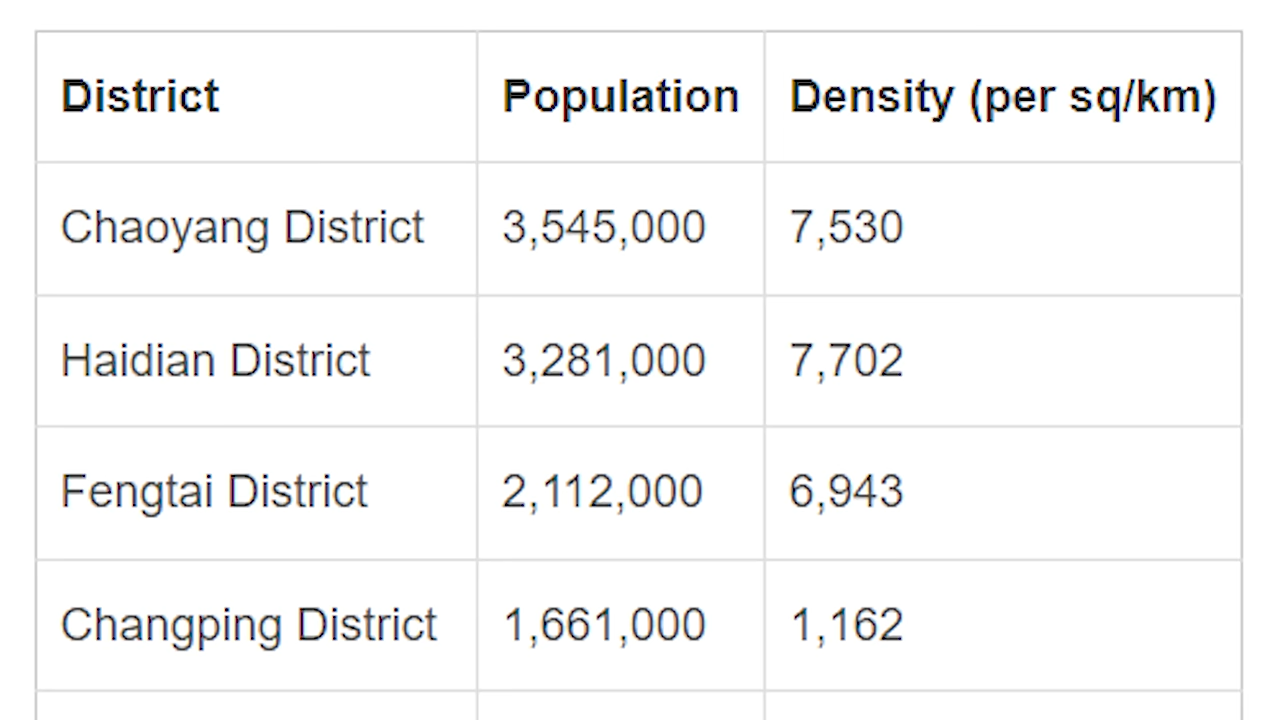 District Population Density (per sq/km)
Chaoyang District 3,545,000 7,530
Haidian District 3,281,000 7,702
Fengtai District 2,112,000 6,943
Changping District 1,661,000 1,162